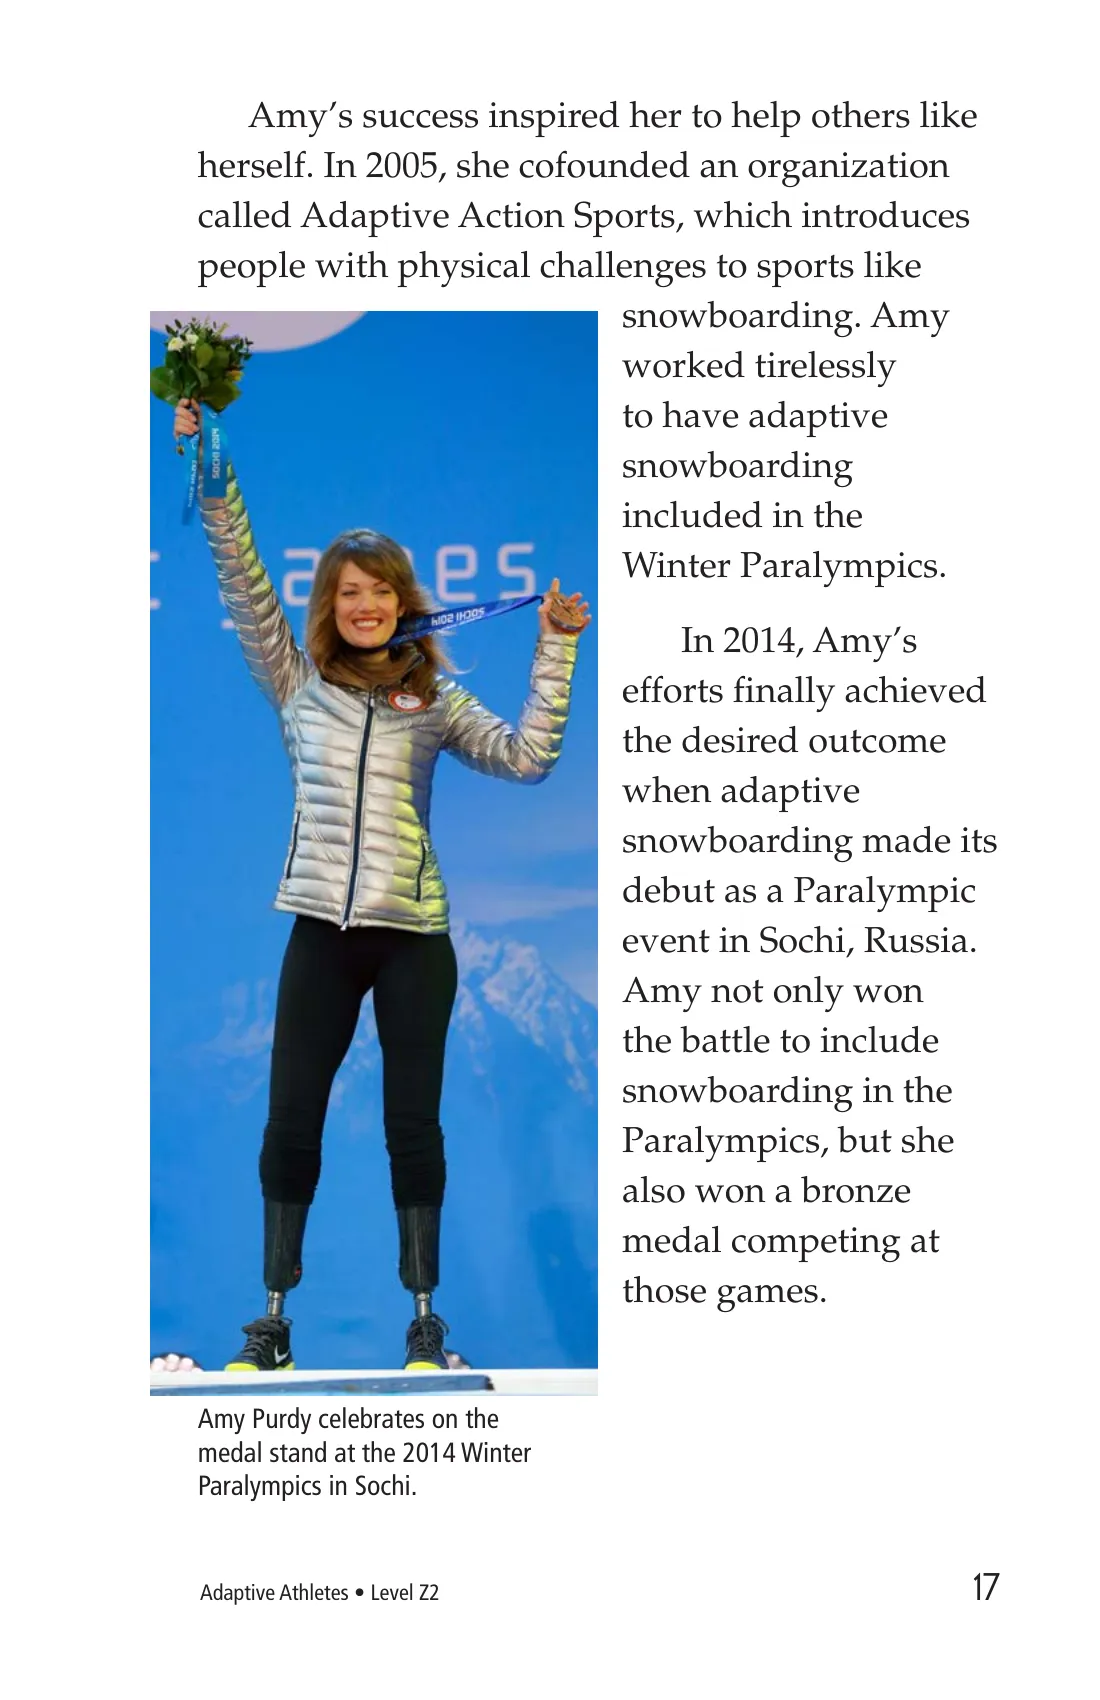 Amy’s success inspired her to help others like
herself. In 2005, she cofounded an organization
called Adaptive Action Sports, which introduces
people with physical challenges to sports like
snowboarding. Amy
worked tirelessly
to have adaptive
snowboarding
included in the
Winter Paralympics.
In 2014, Amy’s
efforts finally achieved
the desired outcome
when adaptive
snowboarding made its
debut as a Paralympic
event in Sochi, Russia.
Amy not only won
the battle to include
snowboarding in the
Paralympics, but she
also won a bronze
medal competing at
those games.
SOCHI 2014
SOCHI 2014
Amy Purdy celebrates on the
medal stand at the 2014 Winter
Paralympics in Sochi.
Adaptive Athletes • Level Z2
17